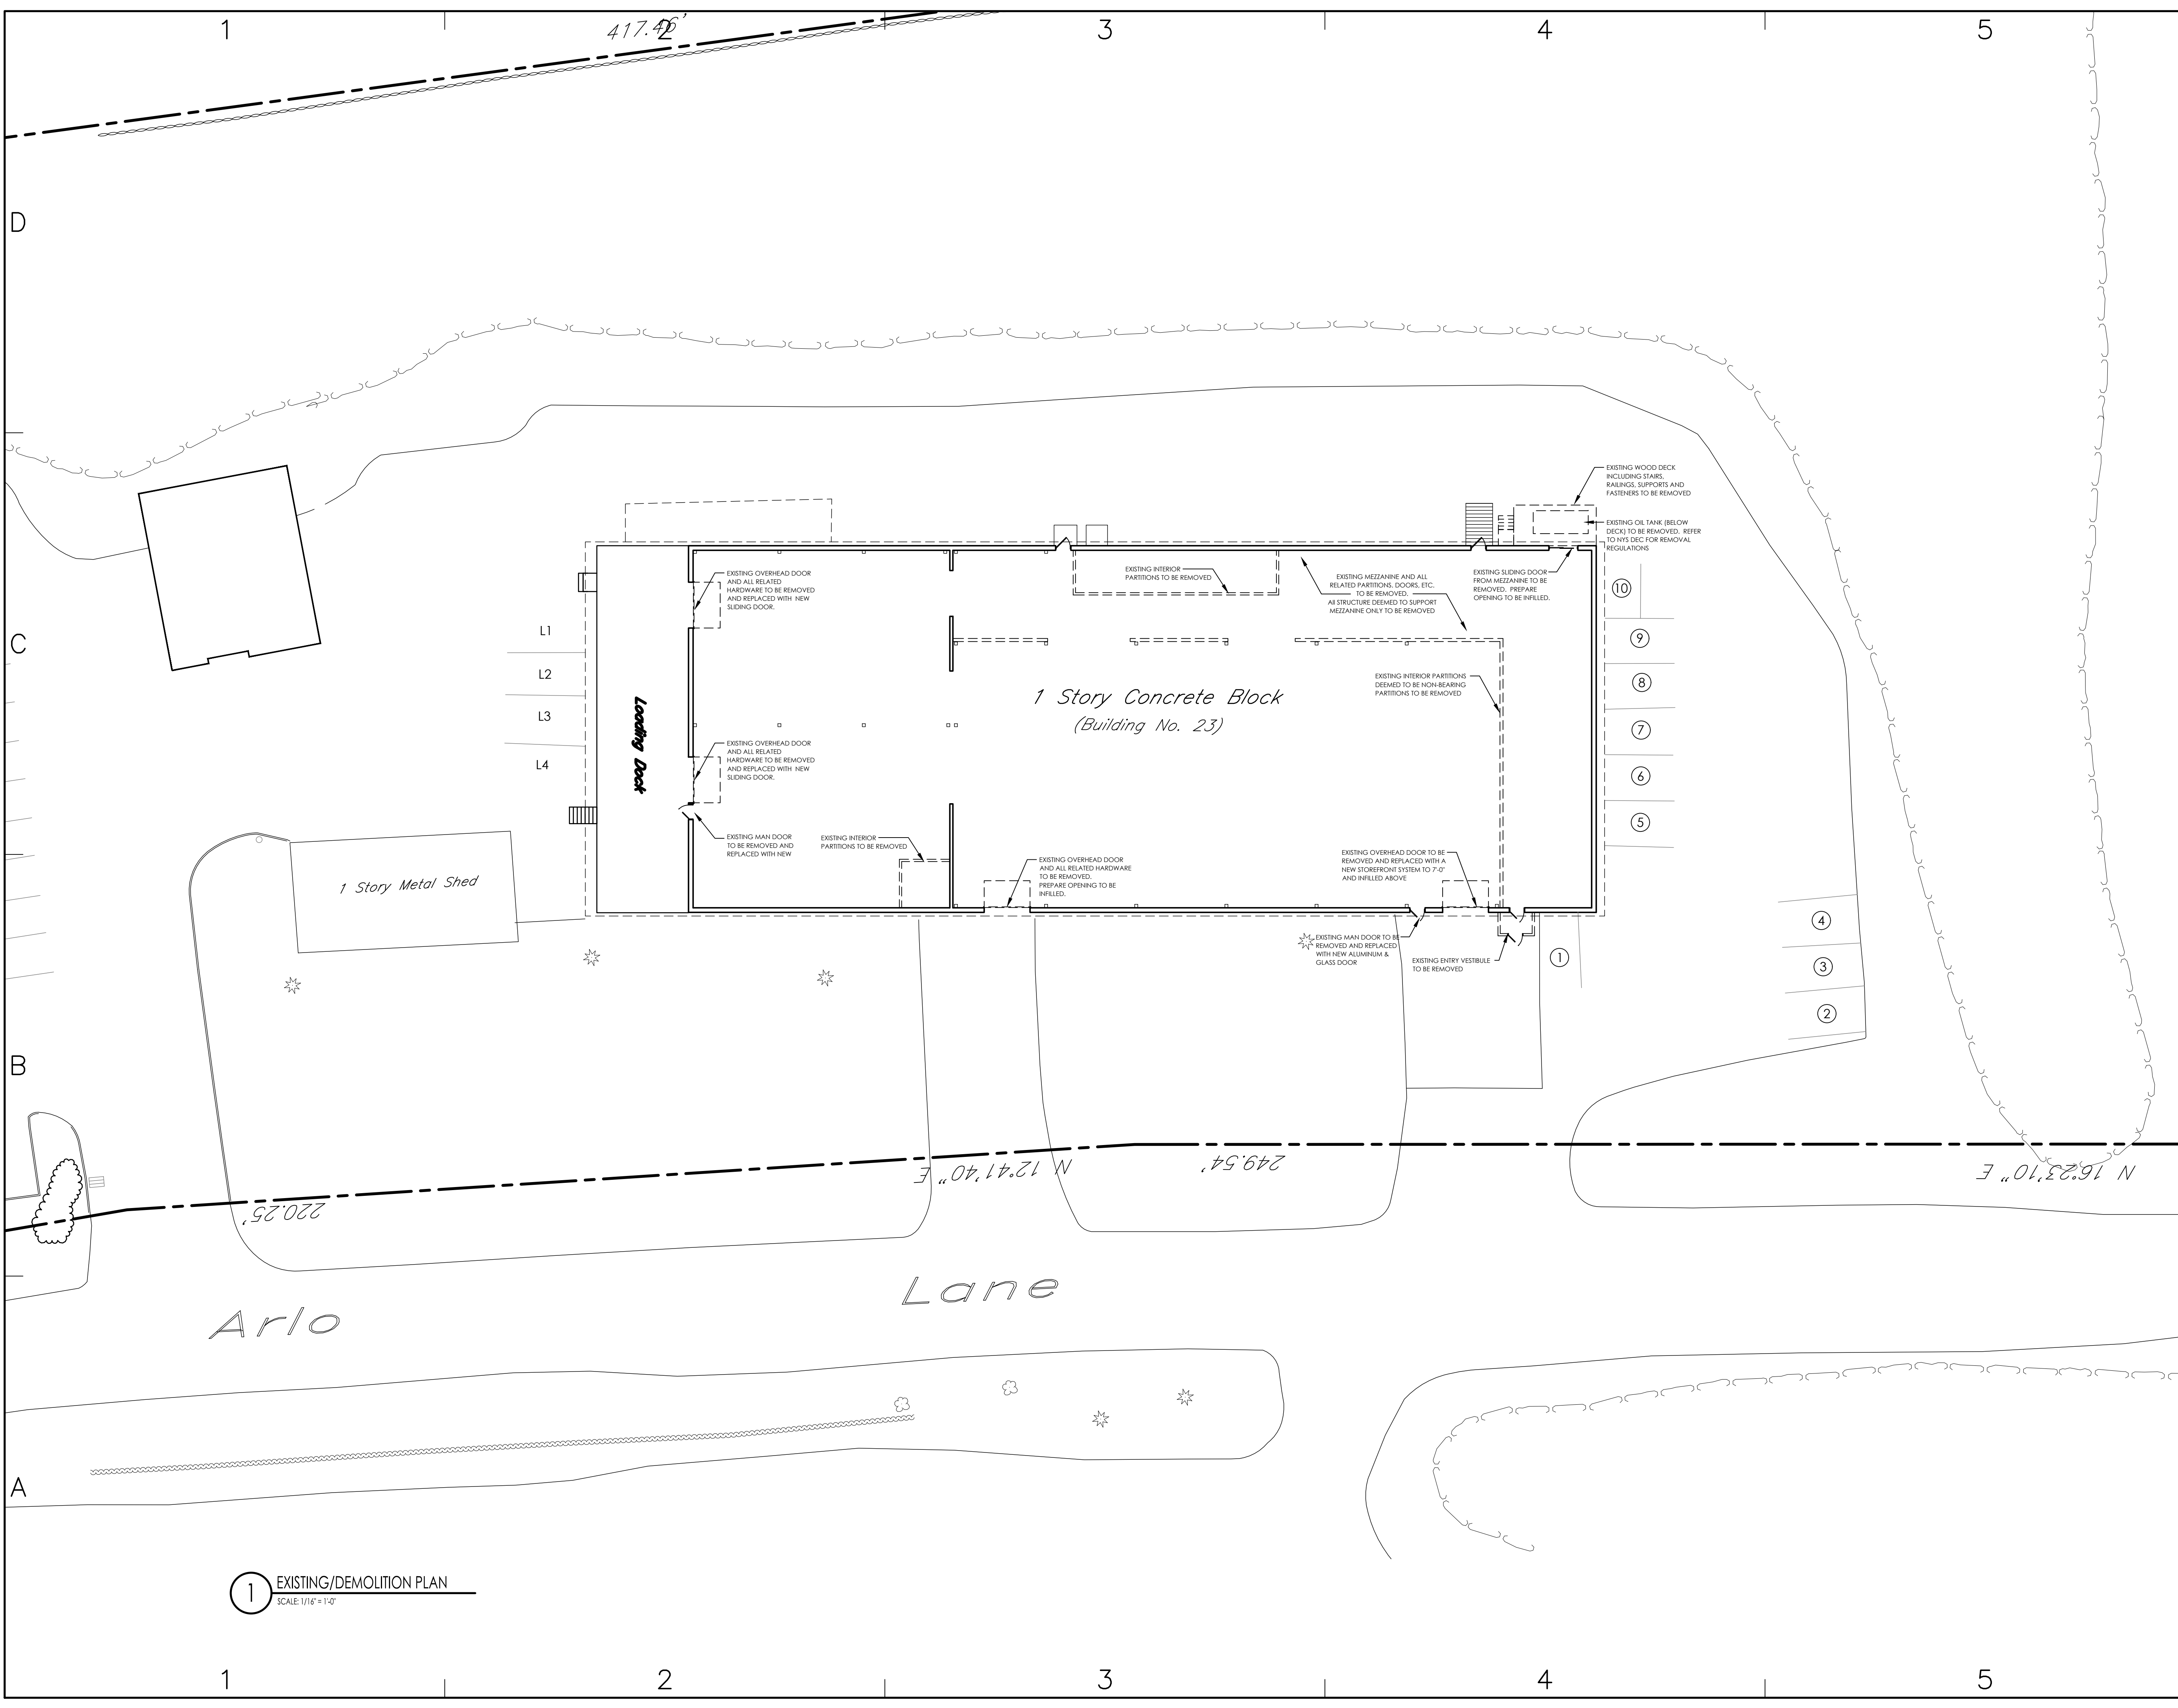 1 2 3 4 5
417.46'
D
EXISTING WOOD DECK
INCLUDING STAIRS,
RAILINGS, SUPPORTS AND
FASTENERS TO BE REMOVED
EXISTING OIL TANK (BELOW
DECK) TO BE REMOVED. REFER
TO NYS DEC FOR REMOVAL
REGULATIONS
EXISTING OVERHEAD DOOR
AND ALL RELATED
HARDWARE TO BE REMOVED
AND REPLACED WITH NEW
SLIDING DOOR.
EXISTING INTERIOR
PARTITIONS TO BE REMOVED
EXISTING MEZZANINE AND ALL
RELATED PARTITIONS, DOORS, ETC.
TO BE REMOVED.
All STRUCTURE DEEMED TO SUPPORT
MEZZANINE ONLY TO BE REMOVED
EXISTING SLIDING DOOR
FROM MEZZANINE TO BE
REMOVED. PREPARE
OPENING TO BE INFILLED.
10
C
L1
9
L2
8
L3
7
L4
6
5
Loading Dock
1 Story Concrete Block
(Building No. 23)
EXISTING INTERIOR PARTITIONS
DEEMED TO BE NON-BEARING
PARTITIONS TO BE REMOVED
EXISTING OVERHEAD DOOR
AND ALL RELATED
HARDWARE TO BE REMOVED
AND REPLACED WITH NEW
SLIDING DOOR.
EXISTING MAN DOOR
TO BE REMOVED AND
REPLACED WITH NEW
EXISTING INTERIOR
PARTITIONS TO BE REMOVED
EXISTING OVERHEAD DOOR
AND ALL RELATED HARDWARE
TO BE REMOVED.
PREPARE OPENING TO BE
INFILLED.
EXISTING OVERHEAD DOOR TO BE
REMOVED AND REPLACED WITH A
NEW STOREFRONT SYSTEM TO 7'-0"
AND INFILLED ABOVE
1 Story Metal Shed
EXISTING MAN DOOR TO BE
REMOVED AND REPLACED
WITH NEW ALUMINUM &
GLASS DOOR
EXISTING ENTRY VESTIBULE
TO BE REMOVED
1
4
3
2
B
220.25'
N 12°41'40" E
249.54'
N 16°23'10" E
Arlo Lane
A
1
EXISTING/DEMOLITION PLAN
SCALE: 1/16" = 1'-0"
1 2 3 4 5